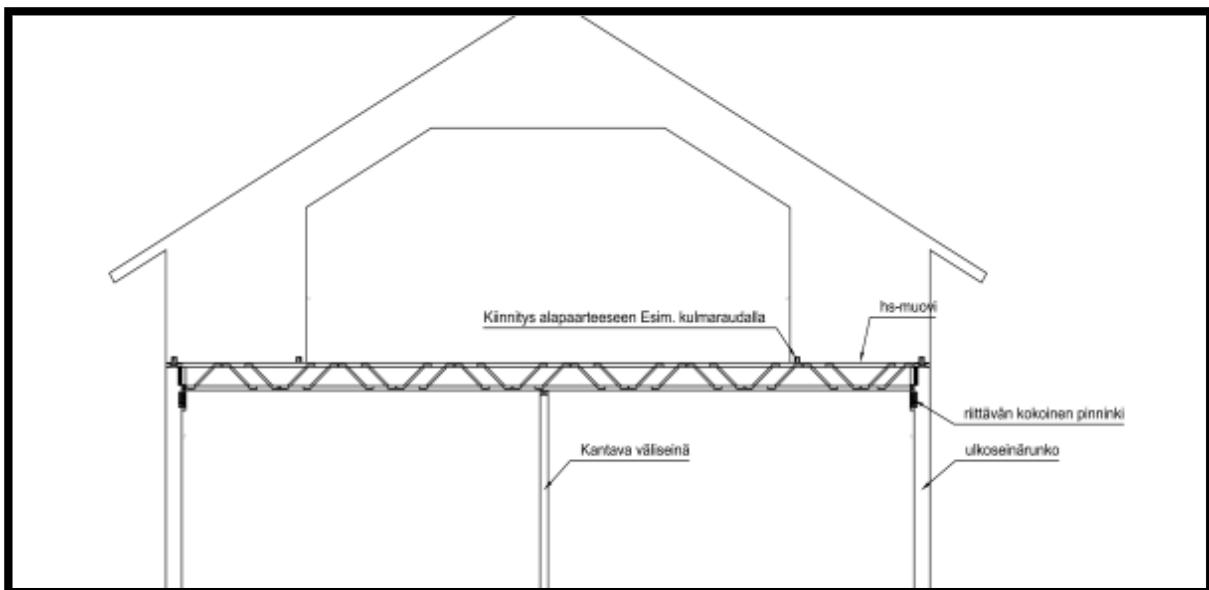 hs-muovi
Kiinnitys alapaarteeseen Esim. kulmaraudalla
riittävän kokoinen pinninki
Kantava väliseinä
ulkoseinärunko